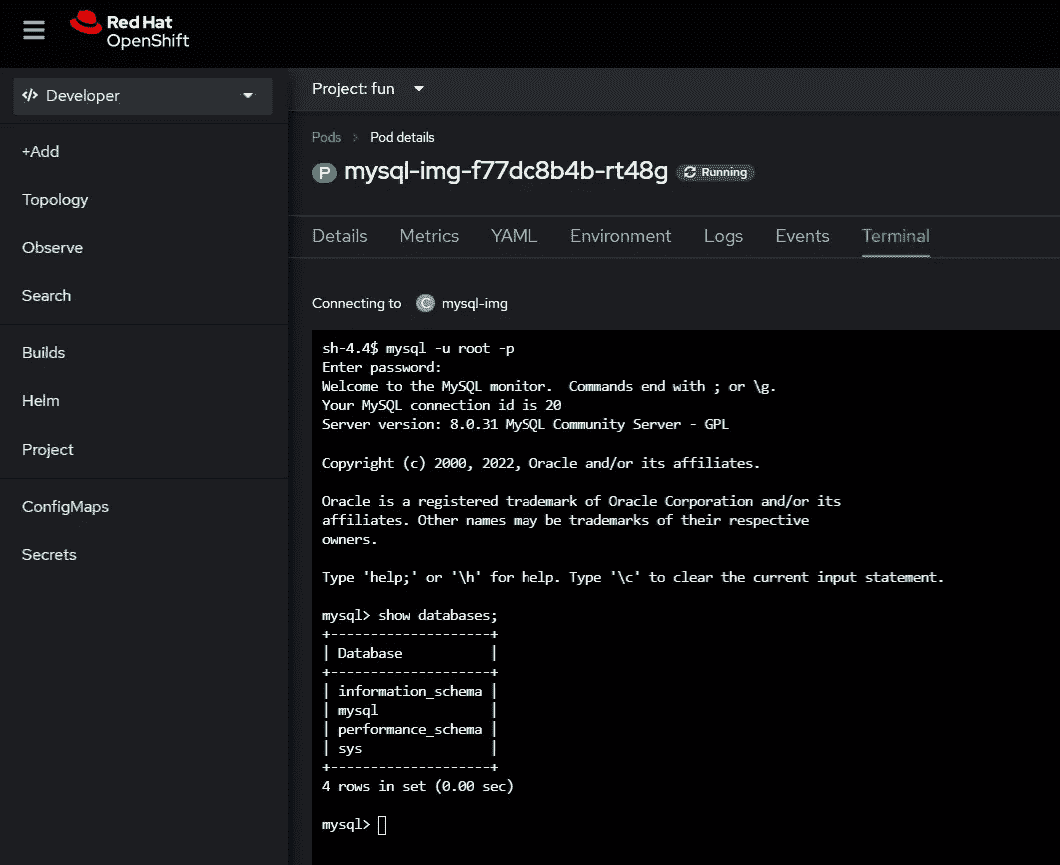 Red Hat
OpenShift
Developer
+Add
Topology
Observe
Search
Builds
Helm
Project
ConfigMaps
Secrets
Project: fun
Pods > Pod details
P mysql-img-f77dc8b4b-rt48g Running
Details Metrics YAML Environment Logs Events Terminal
Connecting to C mysql-img
sh-4.4$ mysql -u root -p
Enter password:
Welcome to the MySQL monitor.  Commands end with ; or \g.
Your MySQL connection id is 20
Server version: 8.0.31 MySQL Community Server - GPL
Copyright (c) 2000, 2022, Oracle and/or its affiliates.
Oracle is a registered trademark of Oracle Corporation and/or its
affiliates. Other names may be trademarks of their respective
owners.
Type 'help;' or '\h' for help. Type '\c' to clear the current input statement.
mysql> show databases;
+--------------------+
| Database           |
+--------------------+
| information_schema |
| mysql              |
| performance_schema |
| sys                |
+--------------------+
4 rows in set (0.00 sec)
mysql>